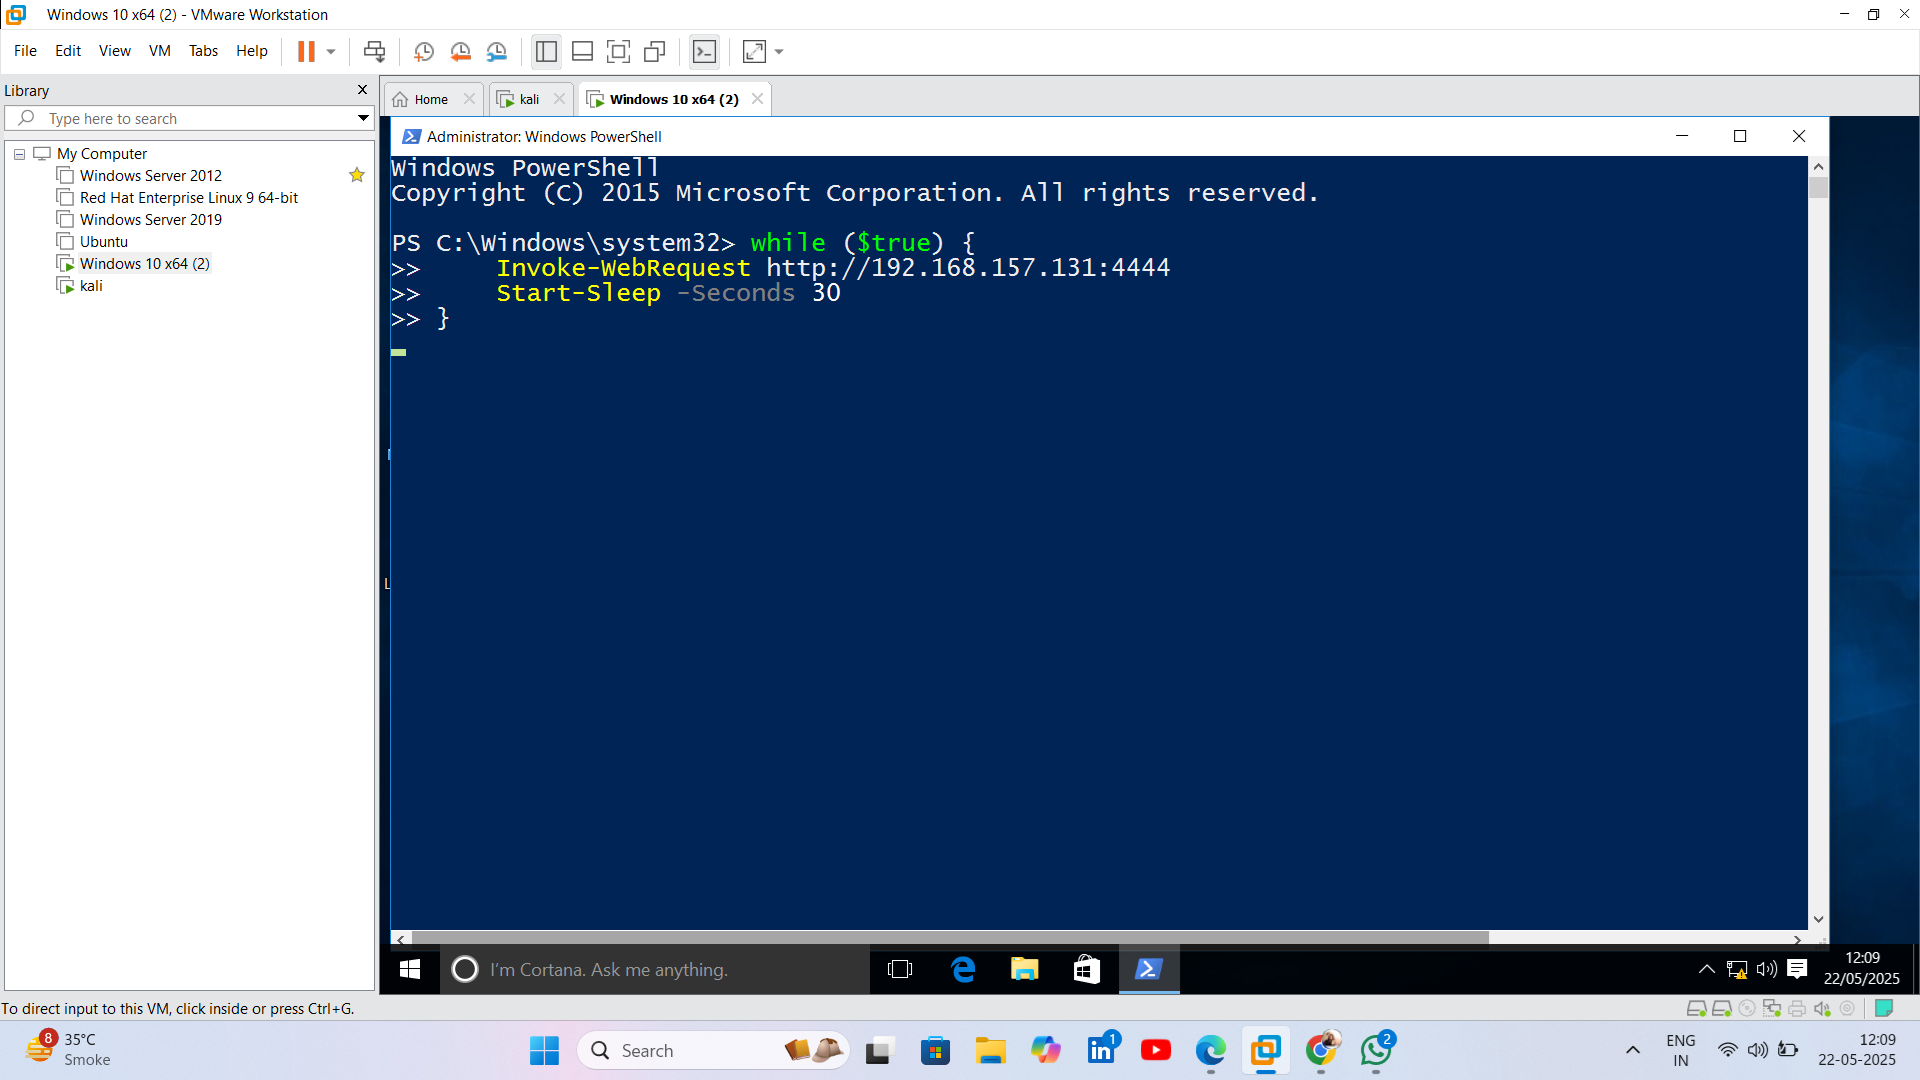 Windows 10 x64 (2) - VMware Workstation
File Edit View VM Tabs Help
Library
Type here to search
My Computer
Windows Server 2012
Red Hat Enterprise Linux 9 64-bit
Windows Server 2019
Ubuntu
Windows 10 x64 (2)
kali
Home kali Windows 10 x64 (2)
Administrator: Windows PowerShell
Windows PowerShell
Copyright (C) 2015 Microsoft Corporation. All rights reserved.
PS C:\Windows\system32> while ($true) {
>>     Invoke-WebRequest http://192.168.157.131:4444
>>     Start-Sleep -Seconds 30
>> }
L
I'm Cortana. Ask me anything.
12:09
22/05/2025
To direct input to this VM, click inside or press Ctrl+G.
8
35°C
Smoke
Search
1
2
ENG
IN
12:09
22-05-2025